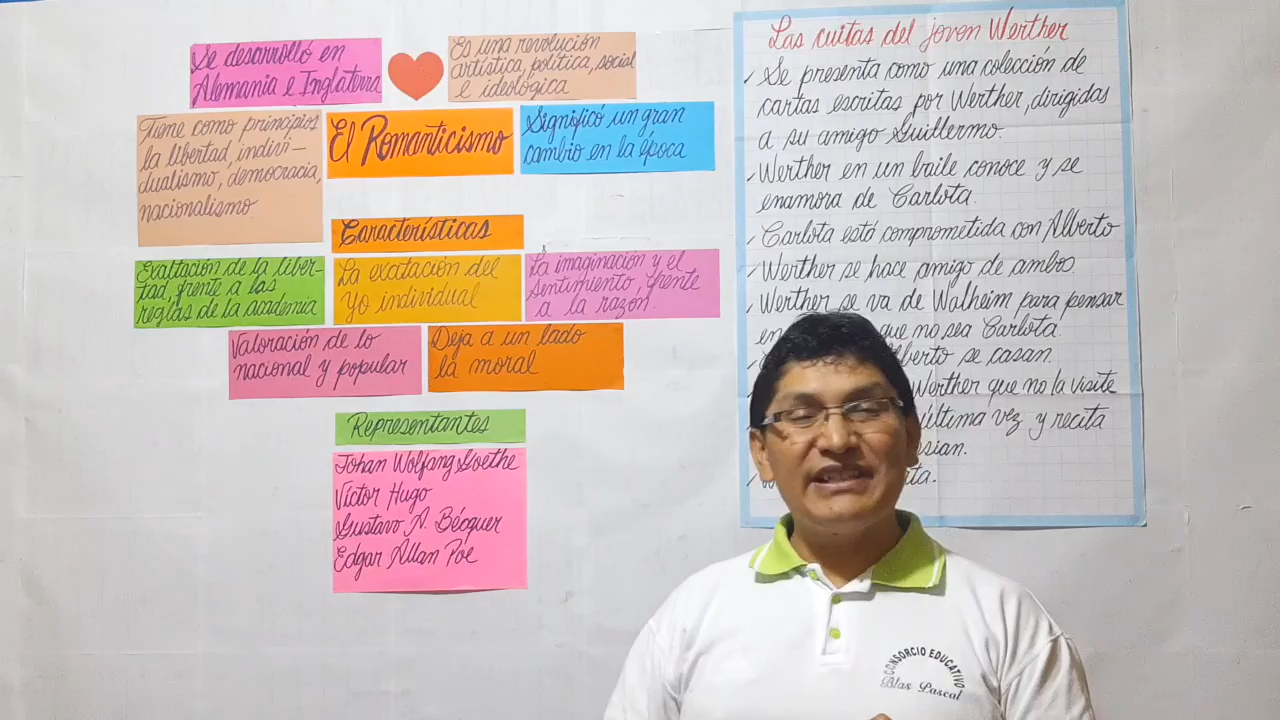 Se desarrolló en
Alemania e Inglaterra
Es una revolución
artística, política, social
e ideológica
Tiene como principios
la libertad, indivi-
dualismo, democracia,
nacionalismo.
El Romanticismo
Significó un gran
cambio en la época
Características
Exaltación de la liber-
tad, frente a las
reglas de la academia
La exatación del
yo individual
La imaginación y el
sentimiento, frente
a la razón.
Valoración de lo
nacional y popular
Deja a un lado
la moral
Representantes
Johan Wolfang Goethe
Víctor Hugo
Gustavo A. Bécquer
Edgar Allan Poe
Las cuitas del joven Werther
✓ Se presenta como una colección de
cartas escritas por Werther, dirigidas
a su amigo Guillermo.
✓ Werther en un baile conoce y se
enamora de Carlota.
✓ Carlota está comprometida con Alberto
✓ Werther se hace amigo de ambos
✓ Werther se va de Walheim para pensar
en que no sea Carlota
se casan.
Werther que no la visite
última vez y recita
CONSORCIO EDUCATIVO
Blas Pascal